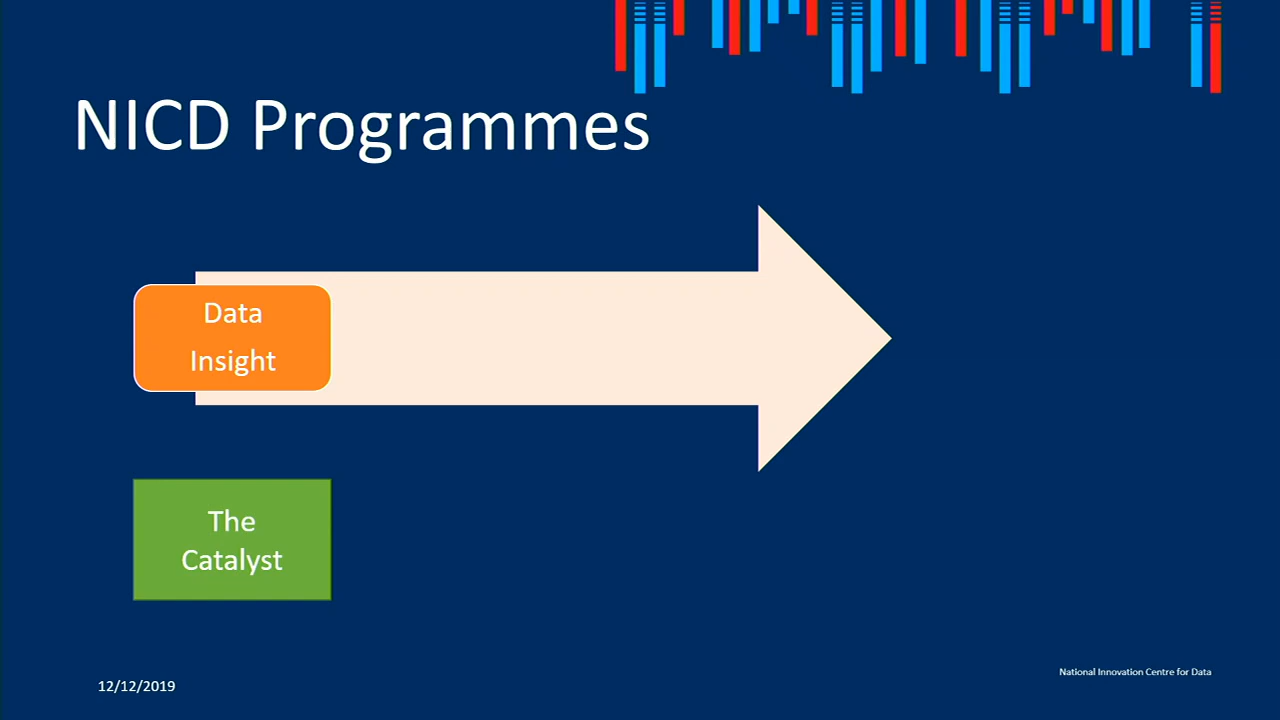 NICD Programmes
Data
Insight
The
Catalyst
12/12/2019
National Innovation Centre for Data